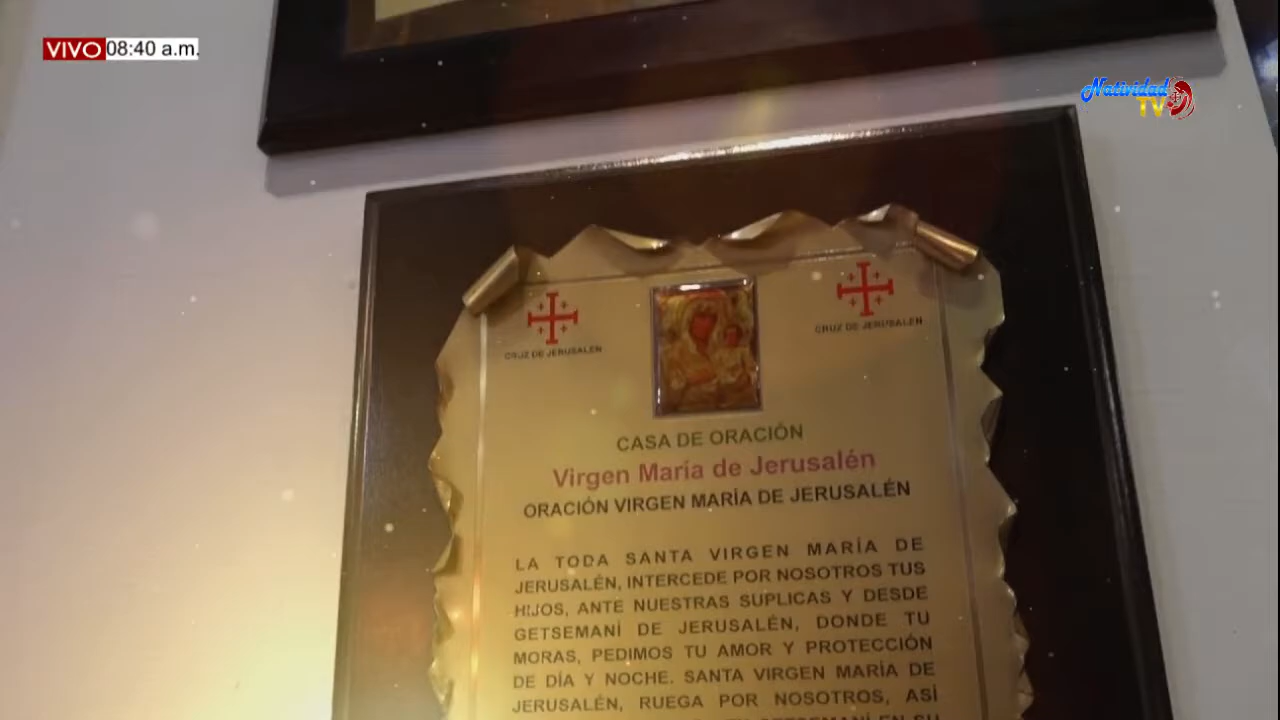 VIVO 08:40 a.m.
Natividad
TV
CRUZ DE JERUSALÉN
CRUZ DE JERUSALÉN
CASA DE ORACIÓN
Virgen María de Jerusalén
ORACIÓN VIRGEN MARÍA DE JERUSALÉN
LA TODA SANTA VIRGEN MARÍA DE
JERUSALÉN, INTERCEDE POR NOSOTROS TUS
HIJOS, ANTE NUESTRAS SUPLICAS Y DESDE
GETSEMANÍ DE JERUSALÉN, DONDE TU
MORAS, PEDIMOS TU AMOR Y PROTECCIÓN
DE DÍA Y NOCHE. SANTA VIRGEN MARÍA DE
JERUSALÉN, RUEGA POR NOSOTROS, ASÍ
GETSEMANÍ EN SU